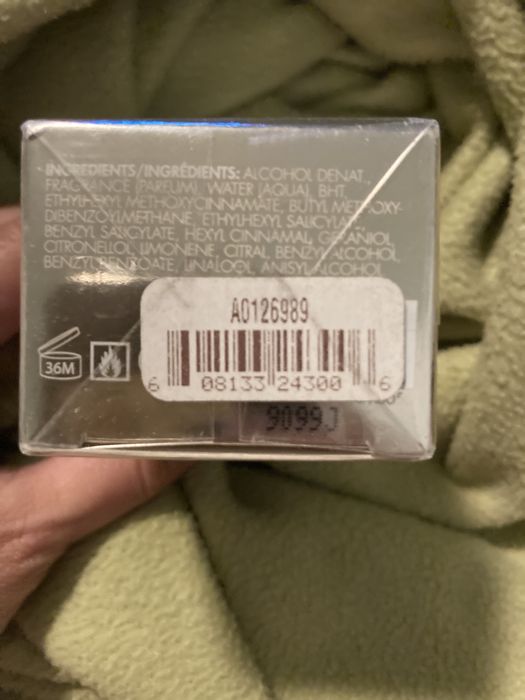 INGREDIENTS/INGRÉDIENTS: ALCOHOL DENAT.,
FRAGRANCE (PARFUM), WATER (AQUA), BHT,
ETHYLHEXYL METHOXYCINNAMATE, BUTYL METHOXY-
DIBENZOYLMETHANE, ETHYLHEXYL SALICYLATE,
BENZYL SALICYLATE, HEXYL CINNAMAL, GERANIOL,
CITRONELLOL, LIMONENE, CITRAL, BENZYL ALCOHOL,
BENZYL BENZOATE, LINALOOL, ANISYL ALCOHOL
A0126989
36M
6 08133 24300 6
9099J